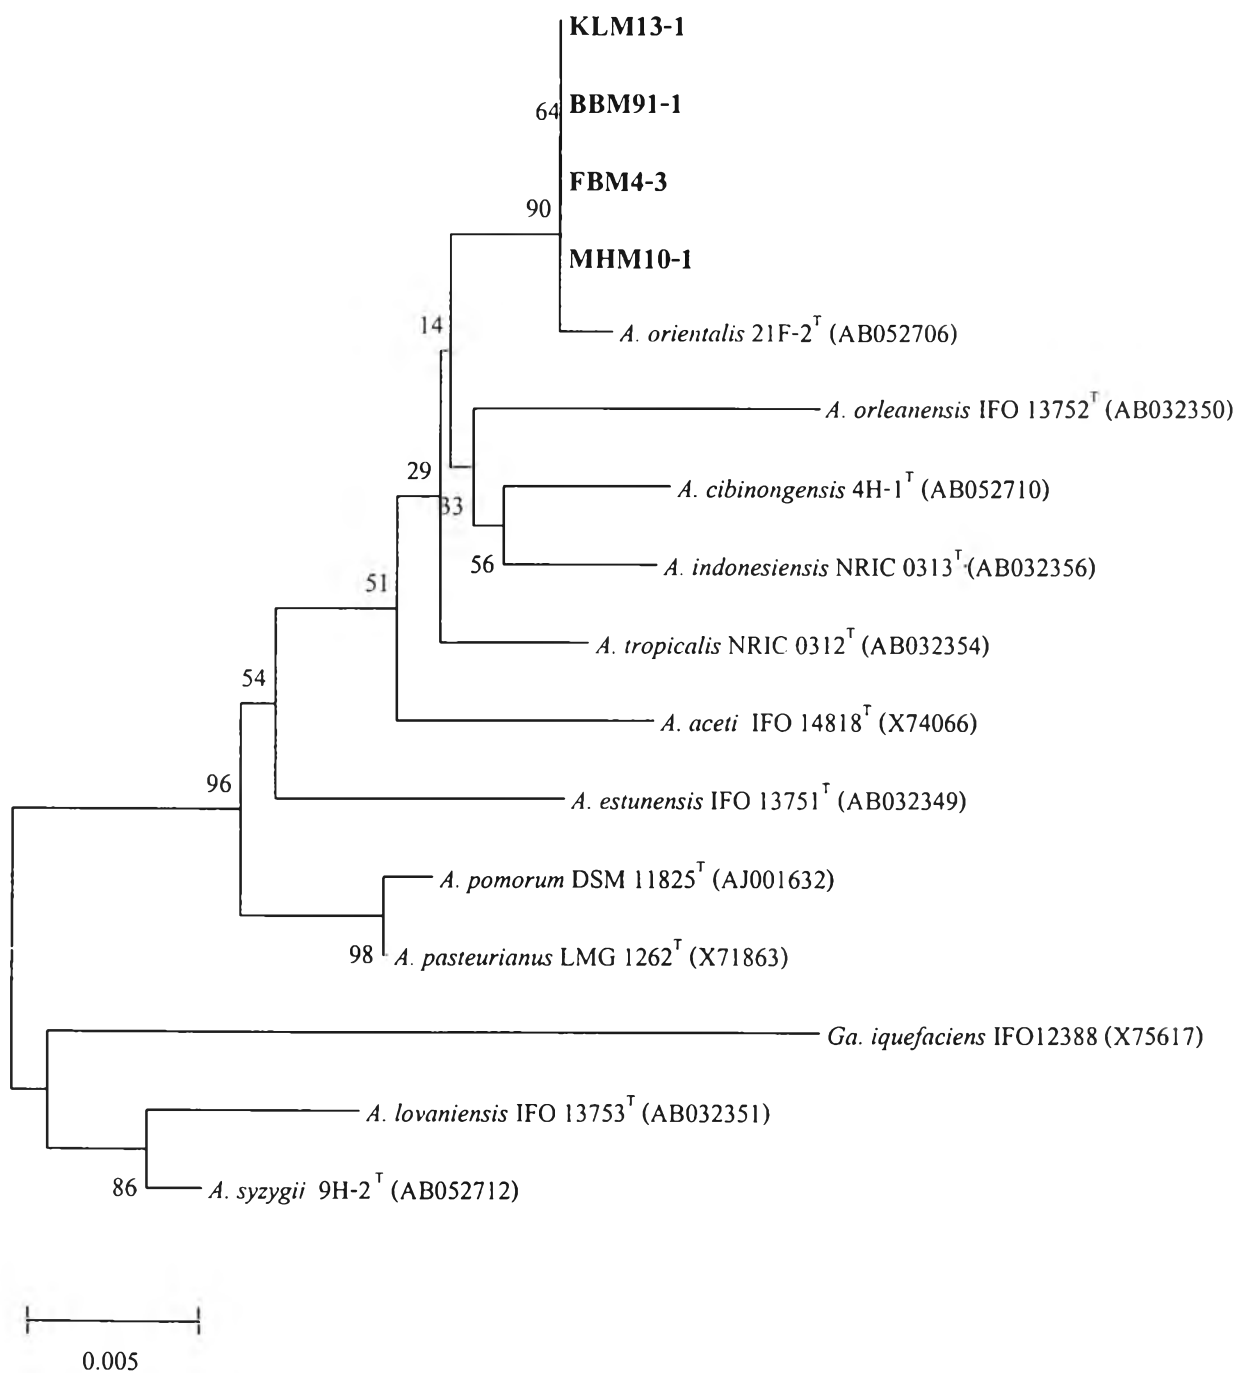 KLM13-1
64
BBM91-1
FBM4-3
90
MHM10-1
14
A. orientalis 21F-2T (AB052706)
A. orleanensis IFO 13752T (AB032350)
29
A. cibinongensis 4H-1T (AB052710)
33
56
A. indonesiensis NRIC 0313T (AB032356)
51
A. tropicalis NRIC 0312T (AB032354)
54
A. aceti IFO 14818T (X74066)
96
A. estunensis IFO 13751T (AB032349)
A. pomorum DSM 11825T (AJ001632)
98
A. pasteurianus LMG 1262T (X71863)
Ga. iquefaciens IFO12388 (X75617)
A. lovaniensis IFO 13753T (AB032351)
86
A. syzygii 9H-2T (AB052712)
0.005